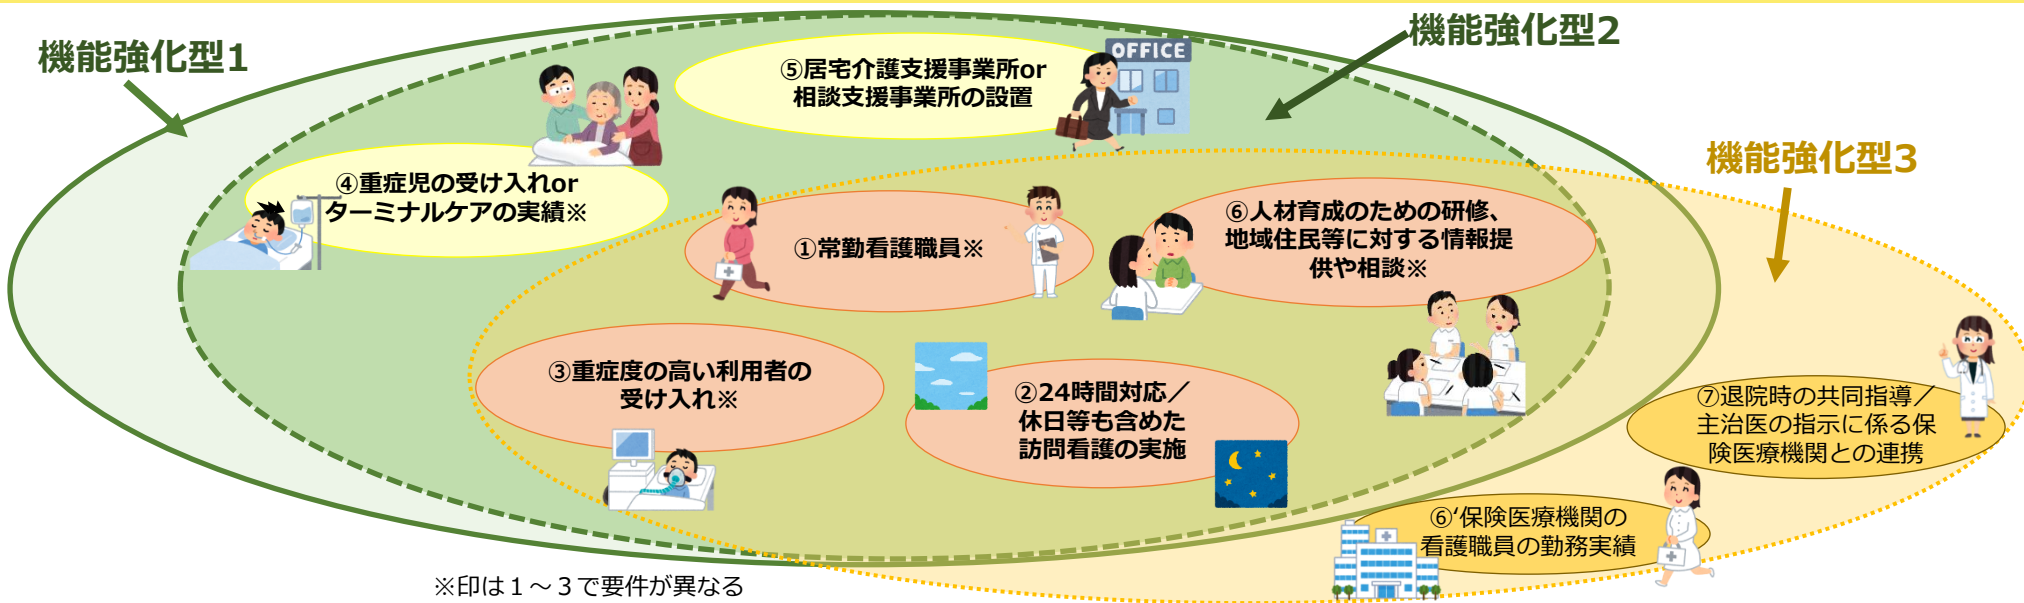 機能強化型1
機能強化型2
機能強化型3
⑤居宅介護支援事業所or
相談支援事業所の設置
OFFICE
④重症児の受け入れor
ターミナルケアの実績※
①常勤看護職員※
⑥人材育成のための研修、
地域住民等に対する情報提
供や相談※
③重症度の高い利用者の
受け入れ※
②24時間対応／
休日等も含めた
訪問看護の実施
⑦退院時の共同指導／
主治医の指示に係る保
険医療機関との連携
⑥‘保険医療機関の
看護職員の勤務実績
※印は１～３で要件が異なる